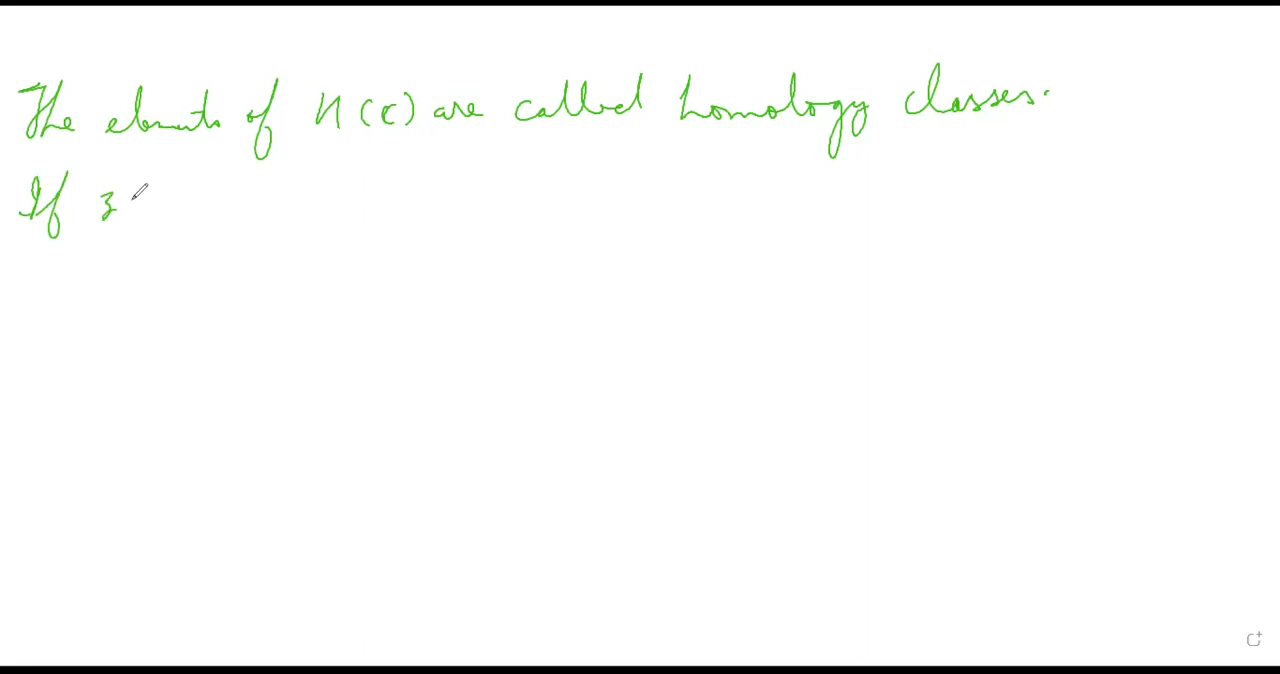 The elements of H(C) are called homology classes.
If z